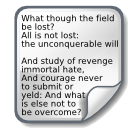 What though the field
be lost?
All is not lost:
the unconquerable will

And study of revenge
immortal hate,
And courage never
to submit or
yeld: And what
is else not to
be overcome?